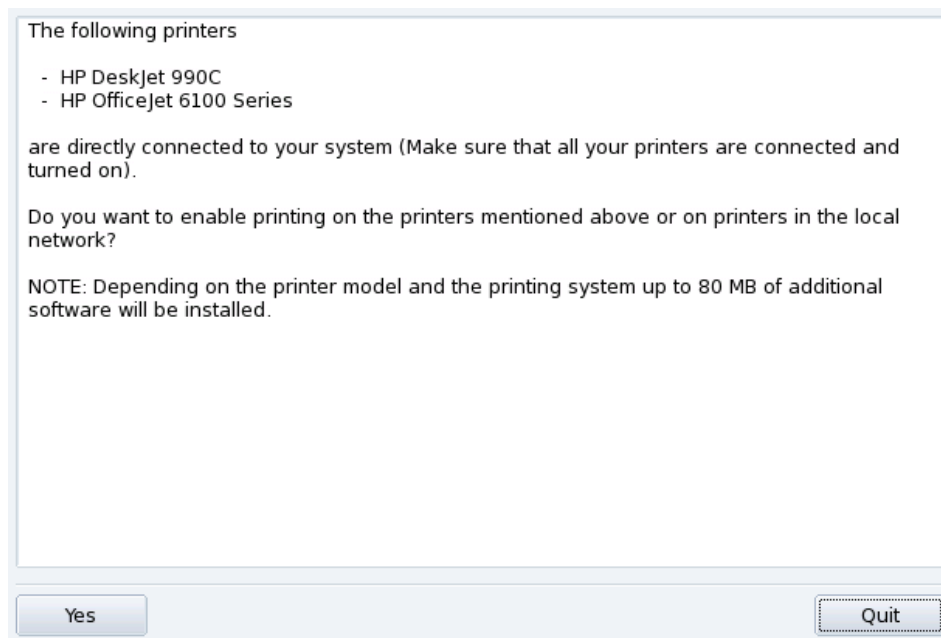 The following printers
- HP DeskJet 990C
- HP OfficeJet 6100 Series
are directly connected to your system (Make sure that all your printers are connected and
turned on).
Do you want to enable printing on the printers mentioned above or on printers in the local
network?
NOTE: Depending on the printer model and the printing system up to 80 MB of additional
software will be installed.
Yes
Quit